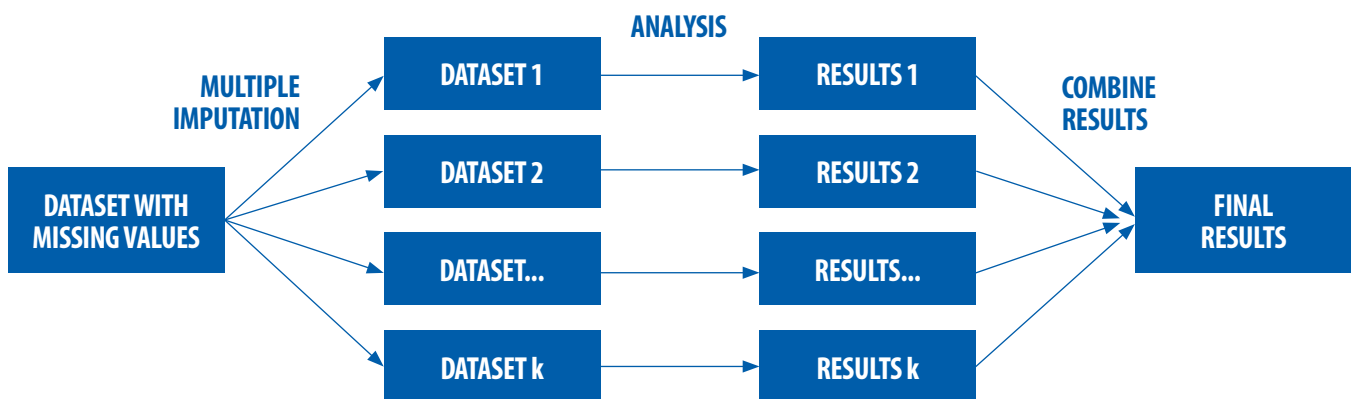 ANALYSIS
MULTIPLE
IMPUTATION
DATASET 1
RESULTS 1
COMBINE
RESULTS
DATASET 2
RESULTS 2
DATASET WITH
MISSING VALUES
FINAL
RESULTS
DATASET...
RESULTS...
DATASET k
RESULTS k